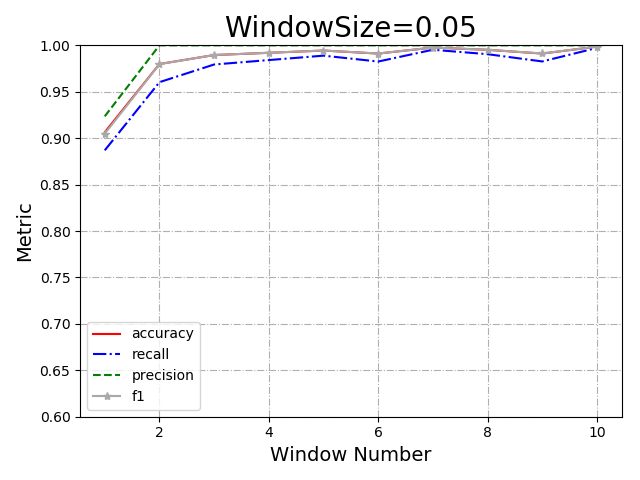 WindowSize=0.05
1.00
0.95
0.90
0.85
0.80
0.75
0.70
0.65
0.60
Metric
accuracy
recall
precision
f1
2 4 6 8 10
Window Number